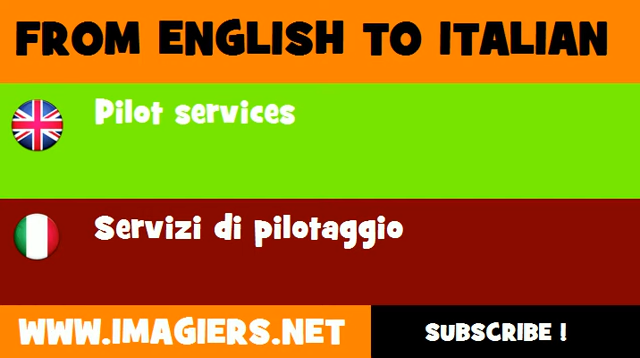 FROM ENGLISH TO ITALIAN
Pilot services
Servizi di pilotaggio
WWW.IMAGIERS.NET
SUBSCRIBE !